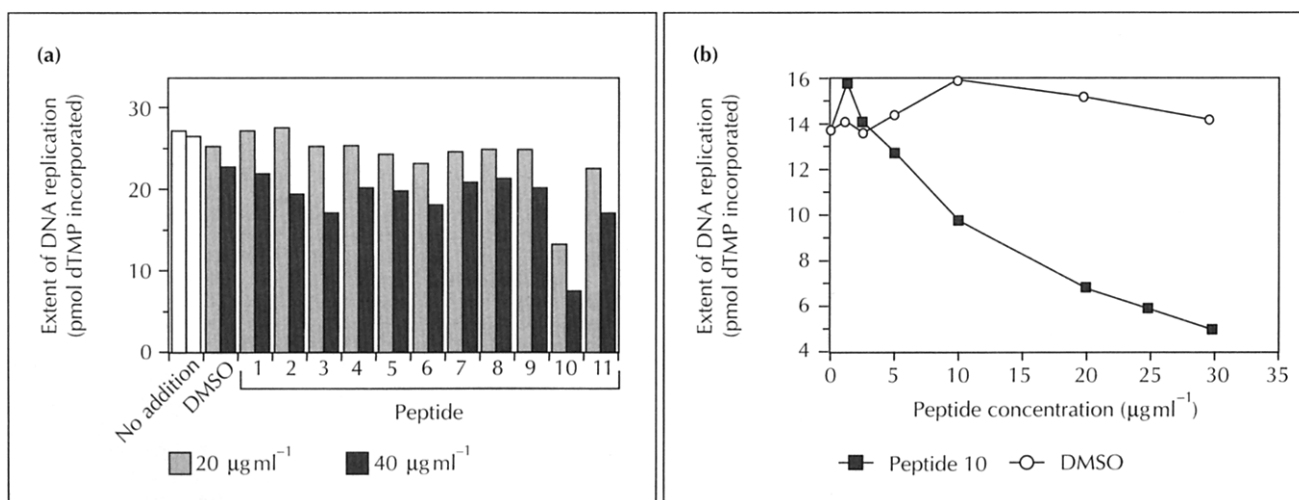 (a)
Extent of DNA replication
(pmol dTMP incorporated)
30
20
10
0
No addition
DMSO
1 2 3 4 5 6 7 8 9 10 11
Peptide
20 μg ml⁻¹ 40 μg ml⁻¹
(b)
Extent of DNA replication
(pmol dTMP incorporated)
16
14
12
10
8
6
4
0 5 10 15 20 25 30 35
Peptide concentration (μg ml⁻¹)
Peptide 10 DMSO